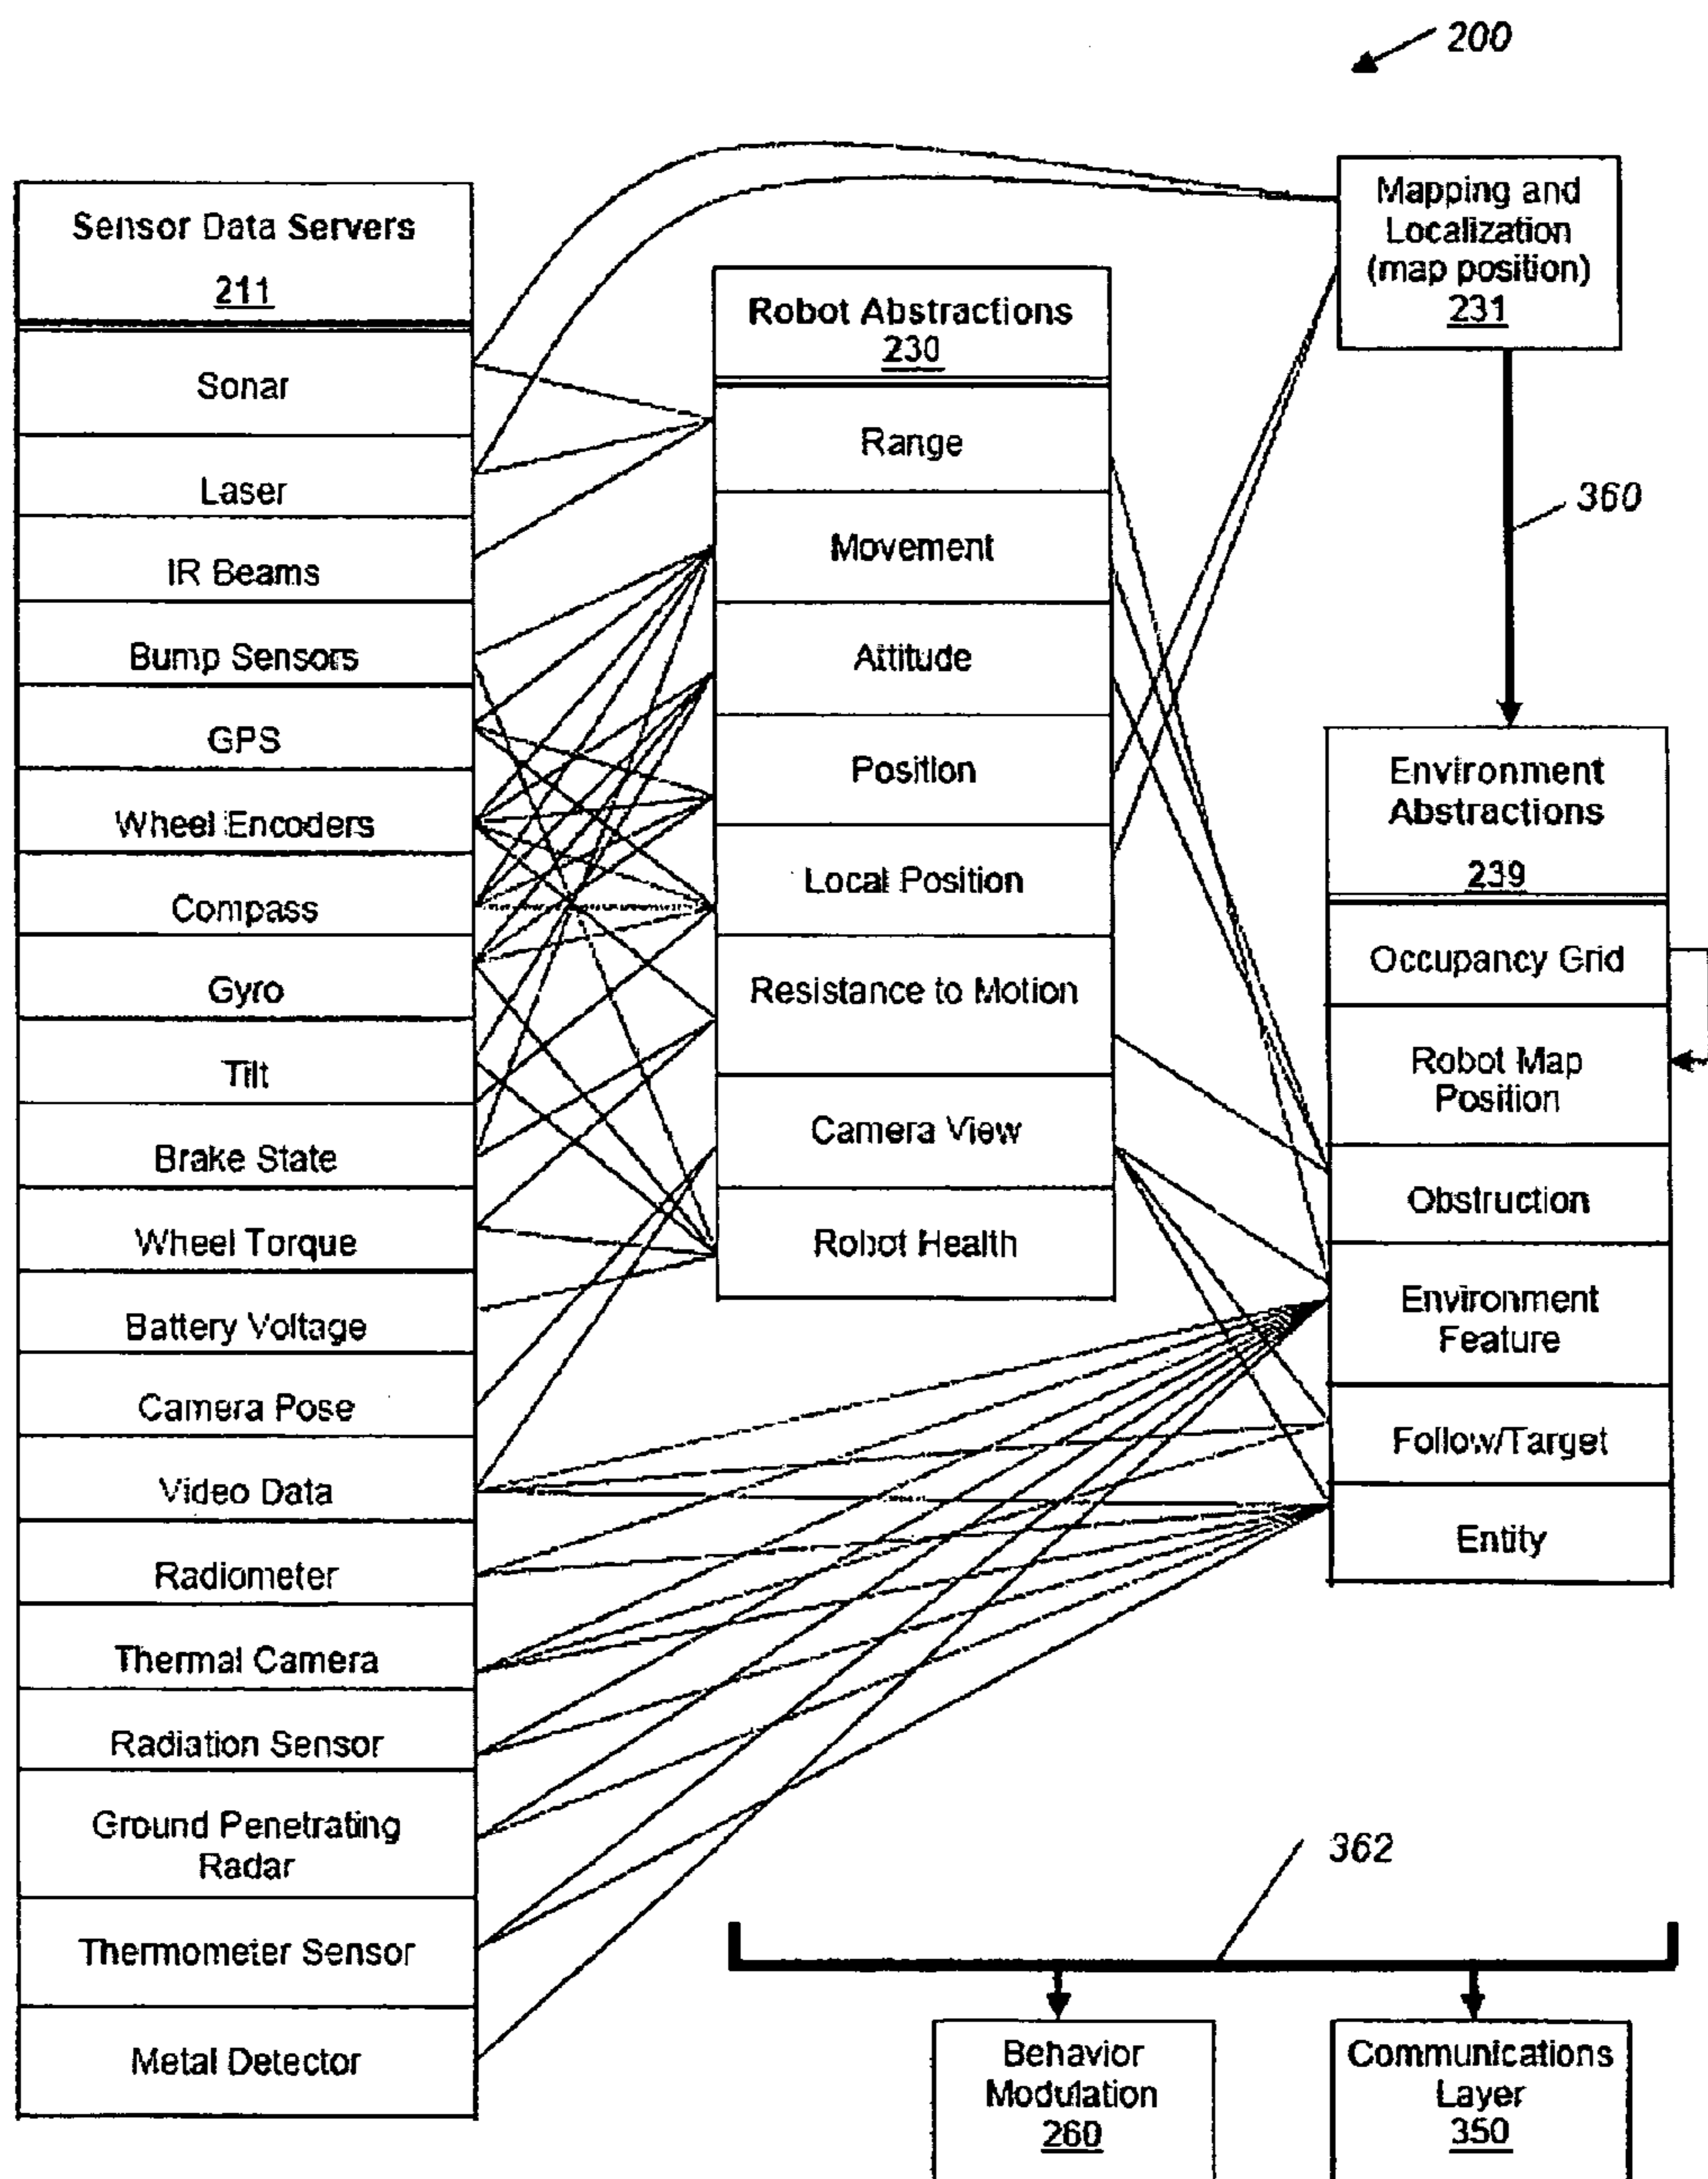 200
Sensor Data Servers
211
Sonar
Laser
IR Beams
Bump Sensors
GPS
Wheel Encoders
Compass
Gyro
Tilt
Brake State
Wheel Torque
Battery Voltage
Camera Pose
Video Data
Radiometer
Thermal Camera
Radiation Sensor
Ground Penetrating
Radar
Thermometer Sensor
Metal Detector
Robot Abstractions
230
Range
Movement
Attitude
Position
Local Position
Resistance to Motion
Camera View
Robot Health
Mapping and
Localization
(map position)
231
360
Environment
Abstractions
239
Occupancy Grid
Robot Map
Position
Obstruction
Environment
Feature
Follow/Target
Entity
362
Behavior
Modulation
260
Communications
Layer
350